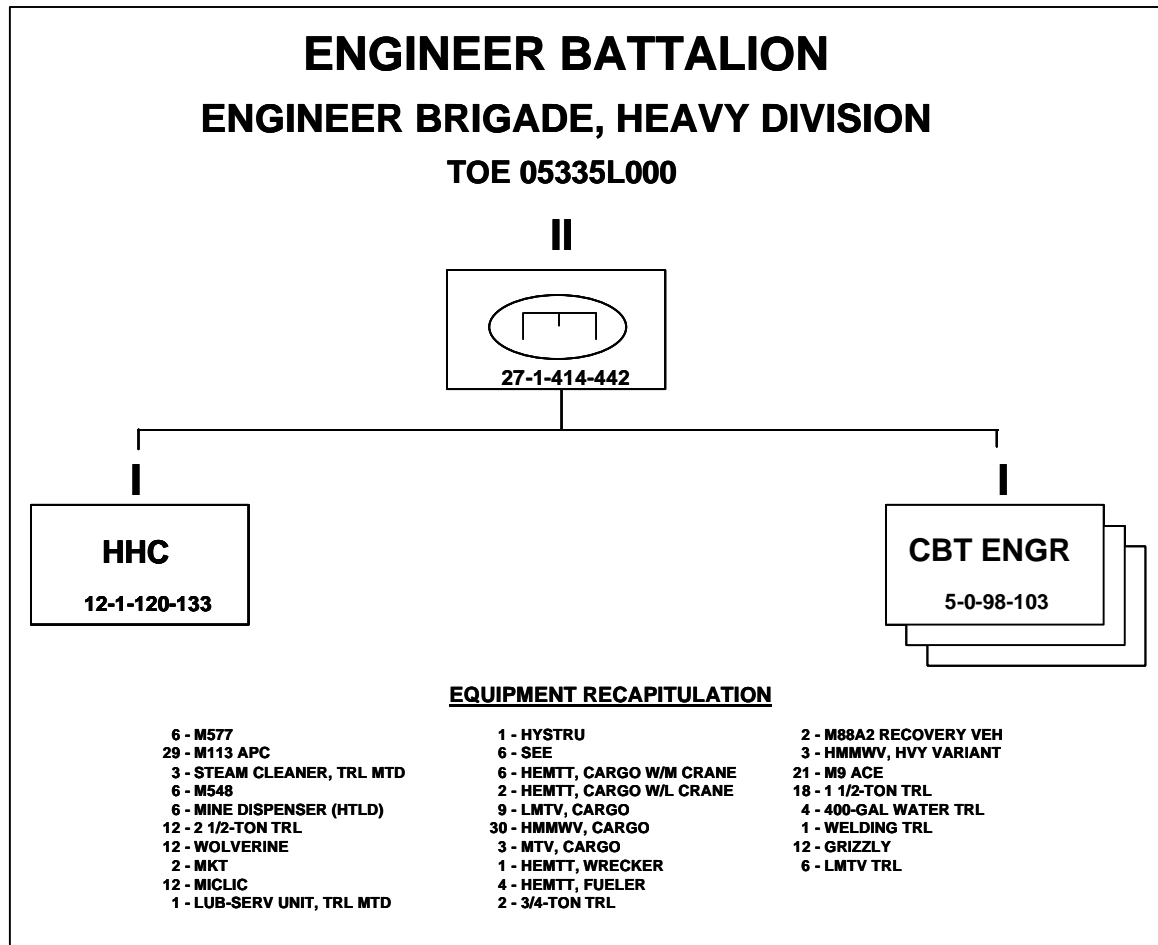 ENGINEER BATTALION
ENGINEER BRIGADE, HEAVY DIVISION
TOE 05335L000
II
27-1-414-442
I
HHC
12-1-120-133
I
CBT ENGR
5-0-98-103
EQUIPMENT RECAPITULATION
6 - M577
29 - M113 APC
3 - STEAM CLEANER, TRL MTD
6 - M548
6 - MINE DISPENSER (HTLD)
12 - 2 1/2-TON TRL
12 - WOLVERINE
2 - MKT
12 - MICLIC
1 - LUB-SERV UNIT, TRL MTD
1 - HYSTRU
6 - SEE
6 - HEMTT, CARGO W/M CRANE
2 - HEMTT, CARGO W/L CRANE
9 - LMTV, CARGO
30 - HMMWV, CARGO
3 - MTV, CARGO
1 - HEMTT, WRECKER
4 - HEMTT, FUELER
2 - 3/4-TON TRL
2 - M88A2 RECOVERY VEH
3 - HMMWV, HVY VARIANT
21 - M9 ACE
18 - 1 1/2-TON TRL
4 - 400-GAL WATER TRL
1 - WELDING TRL
12 - GRIZZLY
6 - LMTV TRL